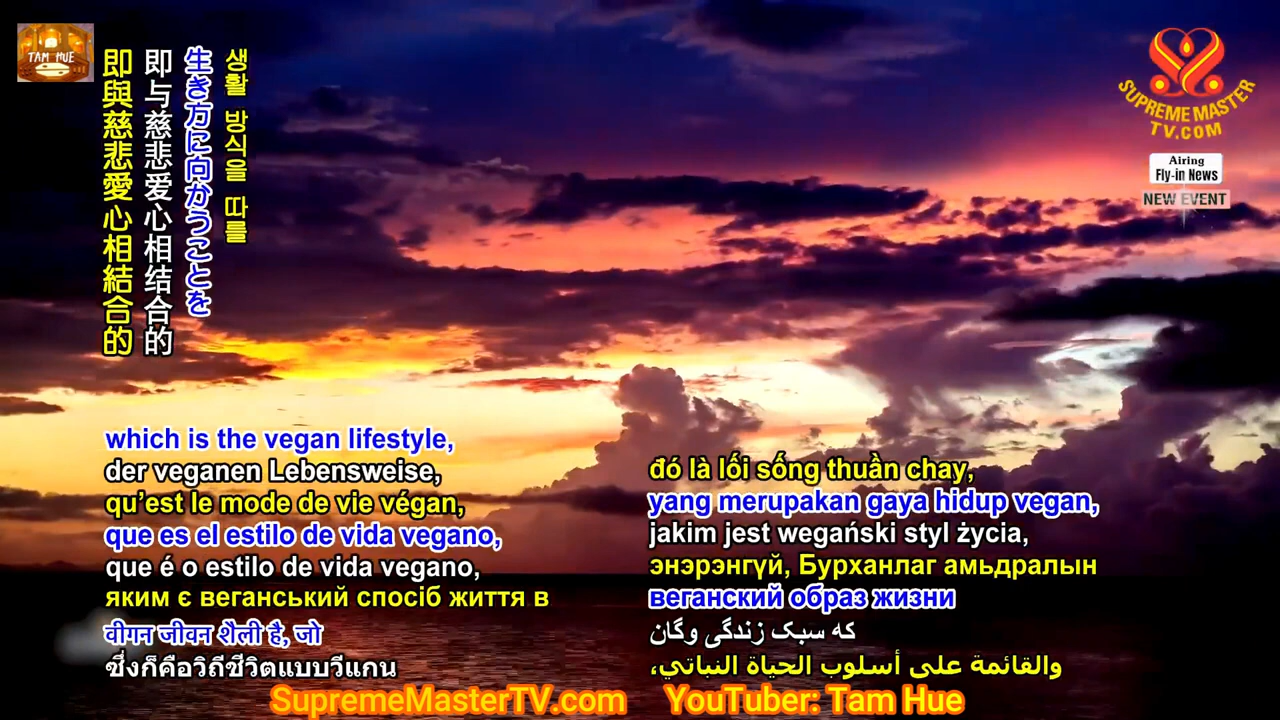 TAM HUE
即與慈悲愛心相結合的
即与慈悲爱心相结合的
生き方に向かうことを
생활 방식을 따를
SUPREME MASTER
TV.COM
Airing
Fly-in News
NEW EVENT
which is the vegan lifestyle,
der veganen Lebensweise,
qu’est le mode de vie végan,
que es el estilo de vida vegano,
que é o estilo de vida vegano,
яким є веганський спосіб життя в
वीगन जीवन शैली है, जो
ซึ่งก็คือวิถีชีวิตแบบวีแกน
đó là lối sống thuần chay,
yang merupakan gaya hidup vegan,
jakim jest wegański styl życia,
энэрэнгүй, Бурханлаг амьдралын
веганский образ жизни
که سبک زندگی وگان
والقائمة على أسلوب الحياة النباتي،
SupremeMasterTV.com
YouTuber: Tam Hue